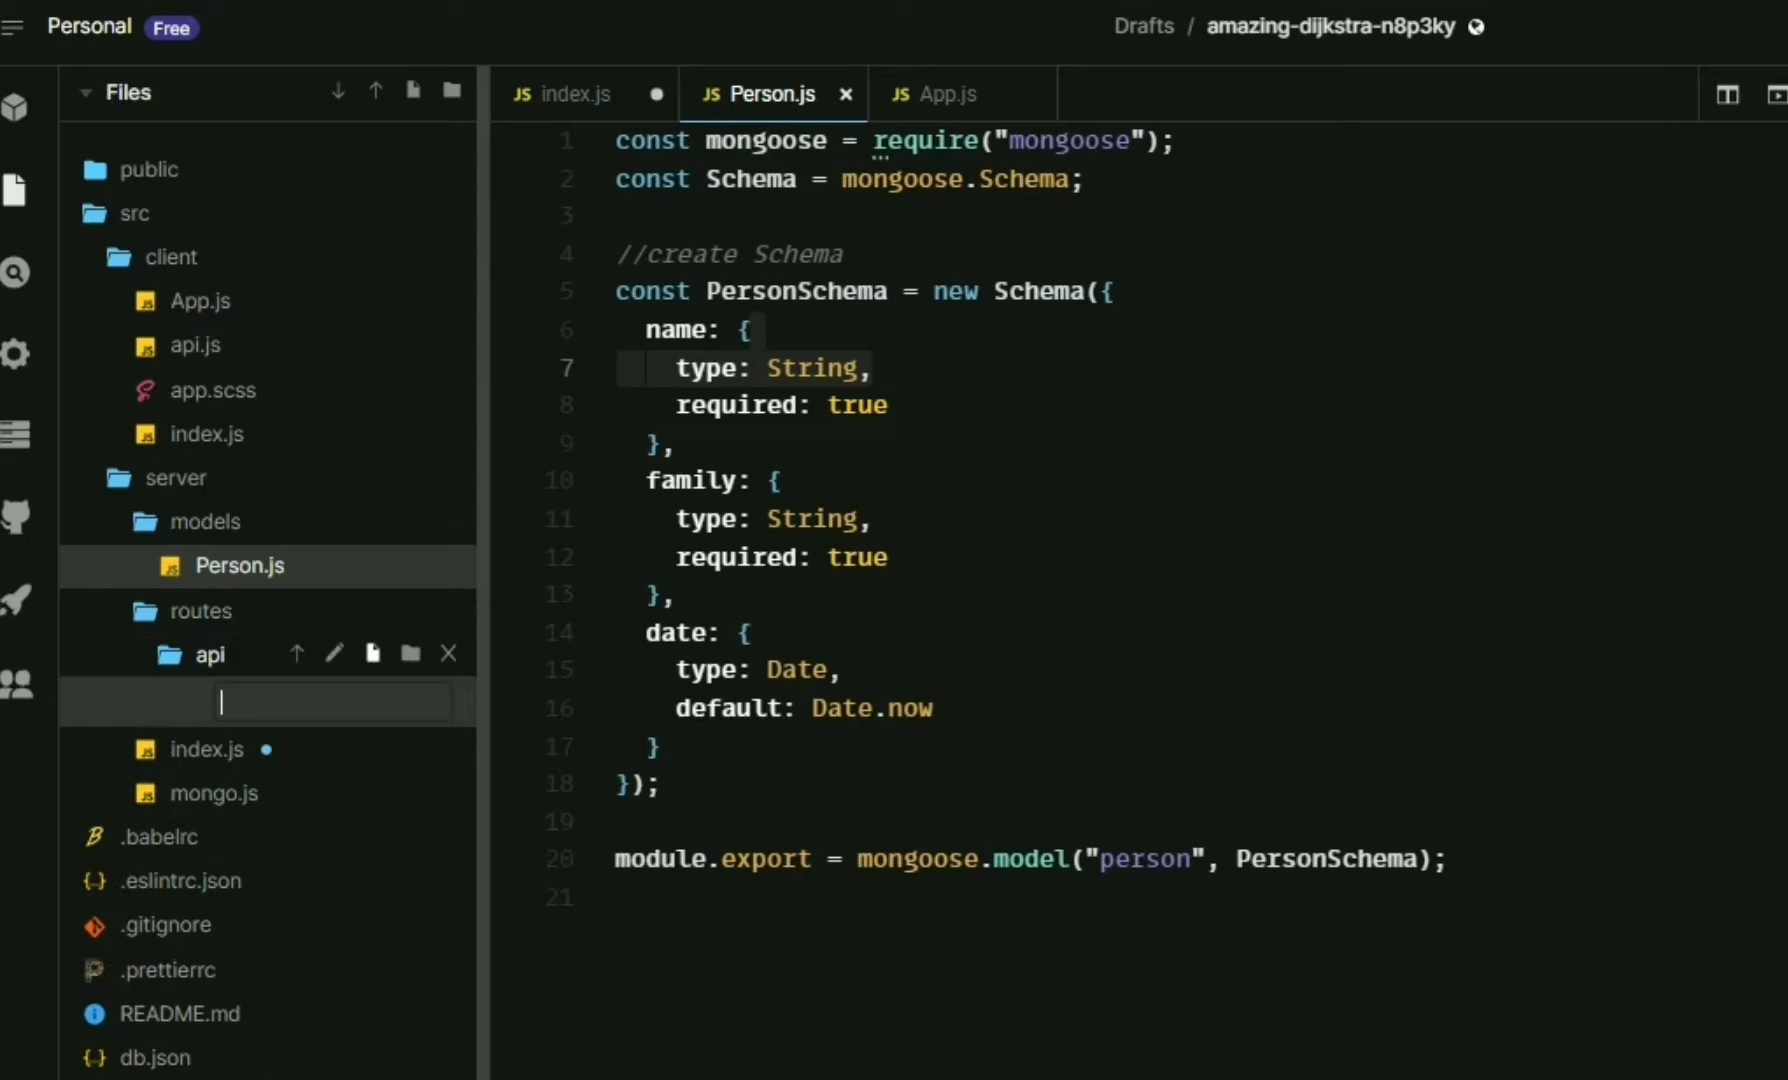 Personal Free
Drafts / amazing-dijkstra-n8p3ky
Files
public
src
client
App.js
api.js
app.scss
index.js
server
models
Person.js
routes
api
index.js
mongo.js
.babelrc
.eslintrc.json
.gitignore
.prettierrc
README.md
db.json
JS index.js JS Person.js JS App.js
1 const mongoose = require("mongoose");
2 const Schema = mongoose.Schema;
3
4 //create Schema
5 const PersonSchema = new Schema({
6 name: {
7 type: String,
8 required: true
9 },
10 family: {
11 type: String,
12 required: true
13 },
14 date: {
15 type: Date,
16 default: Date.now
17 }
18 });
19
20 module.export = mongoose.model("person", PersonSchema);
21